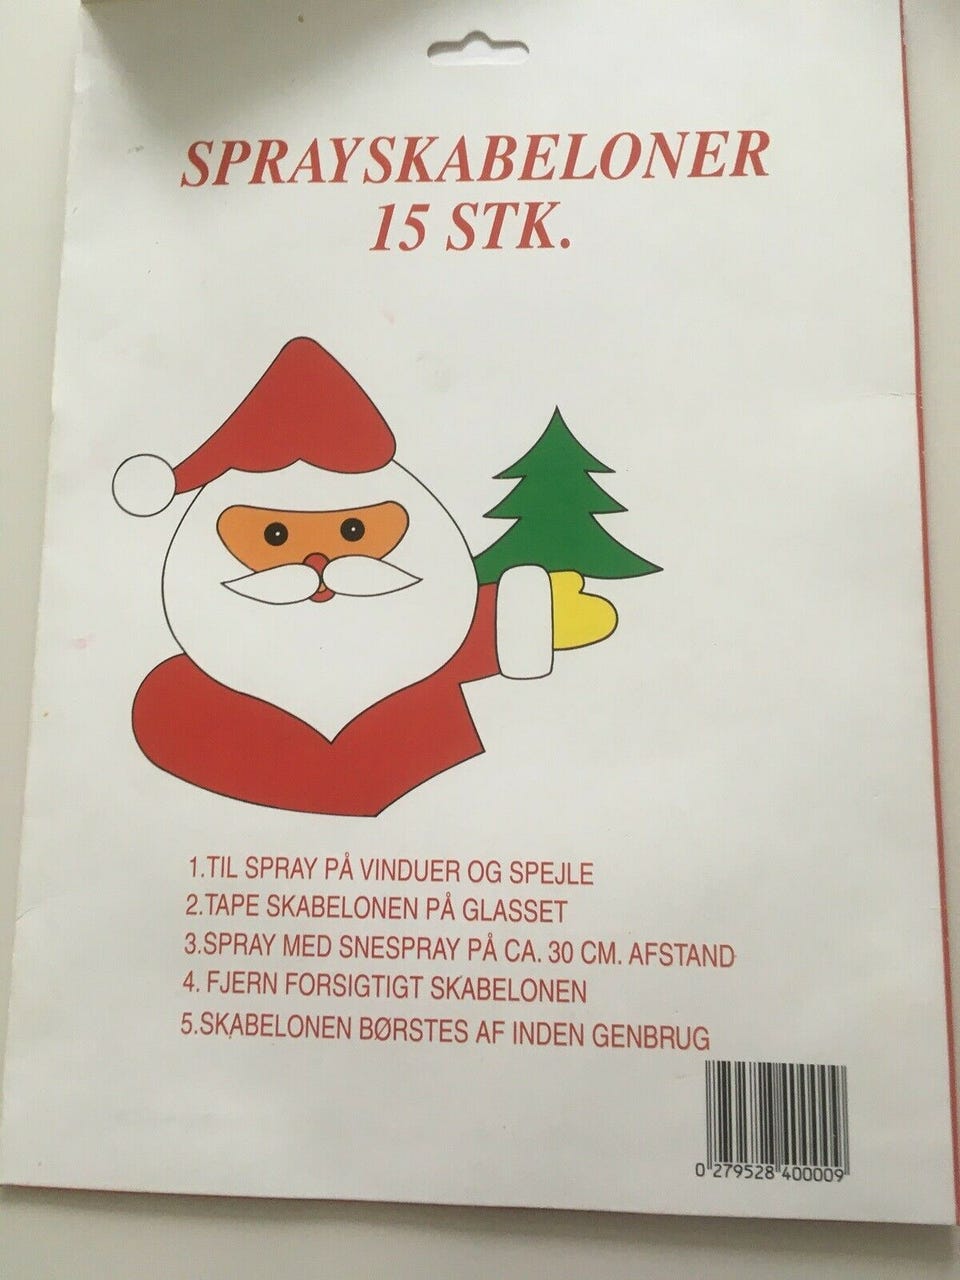 SPRAYSKABELONER
15 STK.
1.TIL SPRAY PÅ VINDUER OG SPEJLE
2.TAPE SKABELONEN PÅ GLASSET
3.SPRAY MED SNESPRAY PÅ CA. 30 CM. AFSTAND
4. FJERN FORSIGTIGT SKABELONEN
5.SKABELONEN BØRSTES AF INDEN GENBRUG
0 279528 400009